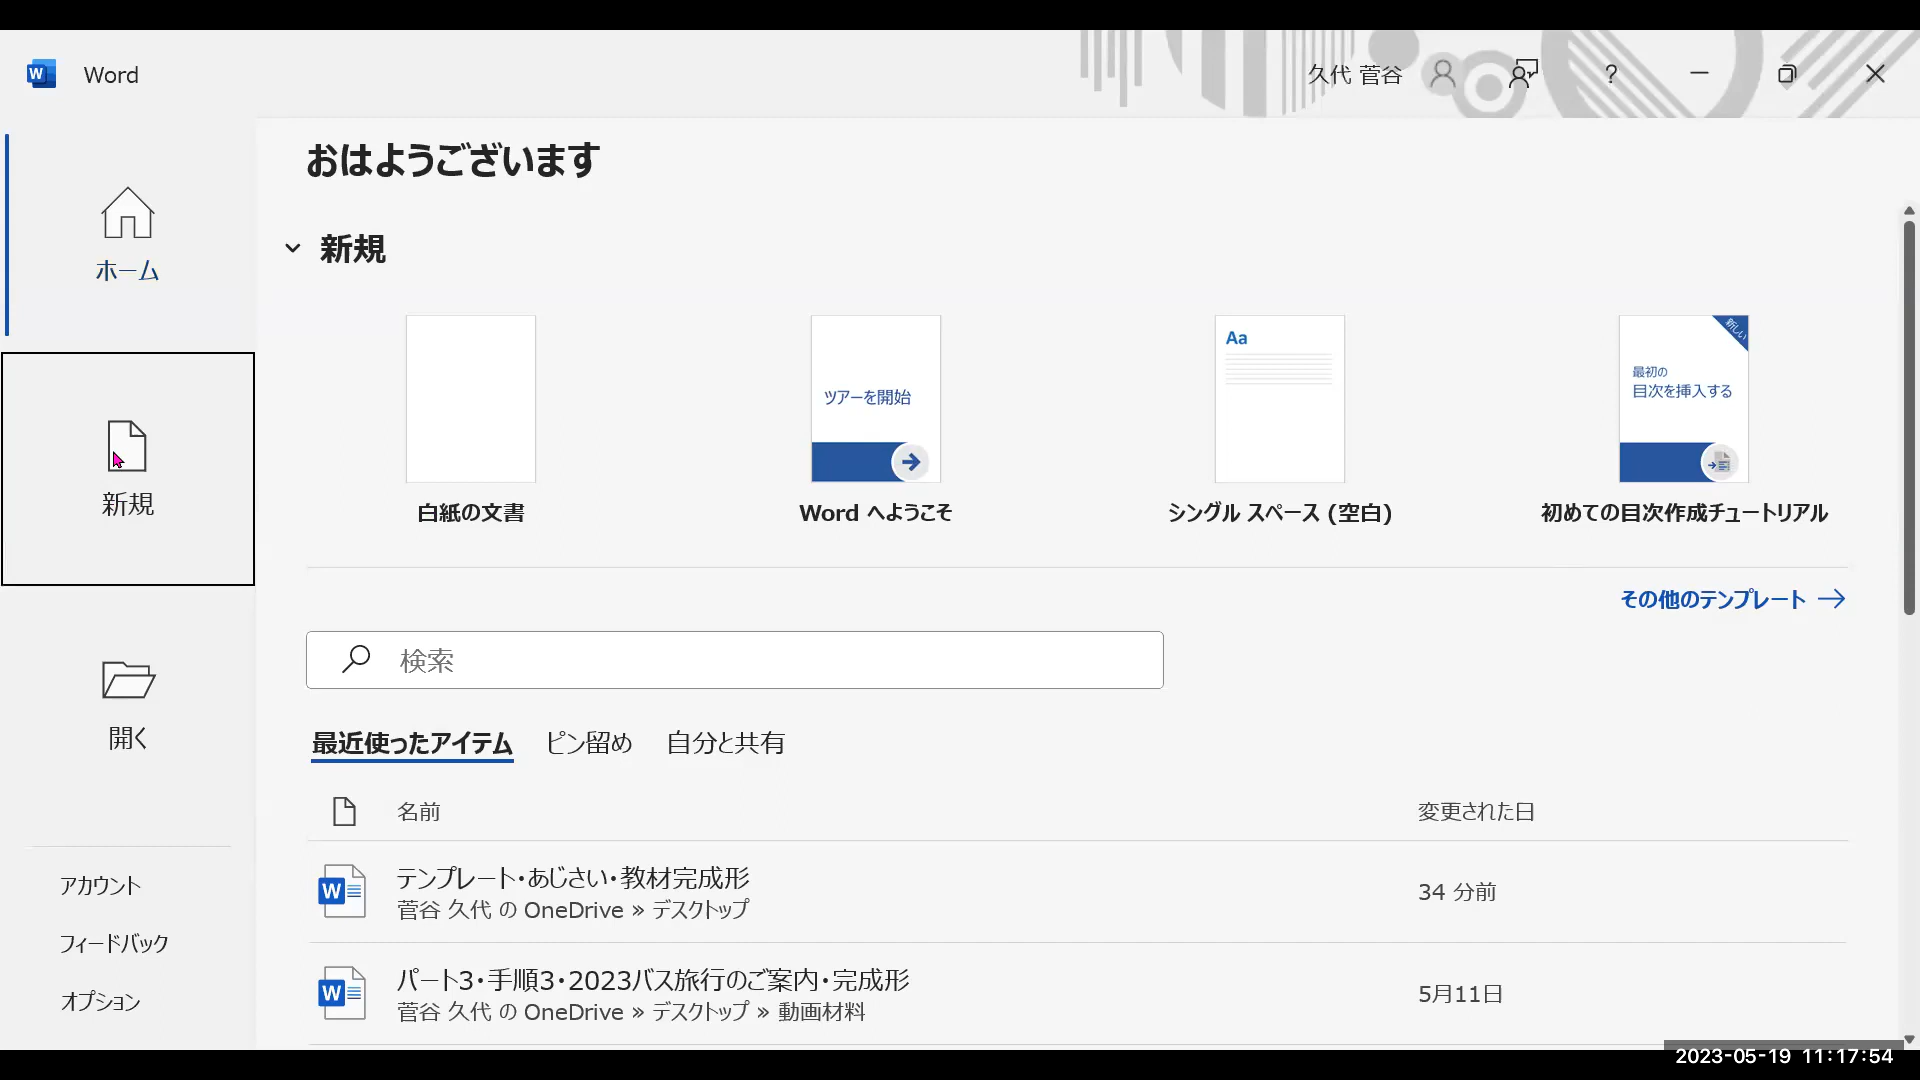 Word
久代 菅谷
ホーム
新規
開く
アカウント
フィードバック
オプション
おはようございます
新規
白紙の文書
ツアーを開始
Word へようこそ
Aa
シングル スペース (空白)
新しい
最初の
目次を挿入する
初めての目次作成チュートリアル
その他のテンプレート
検索
最近使ったアイテム ピン留め 自分と共有
名前 変更された日
テンプレート・あじさい・教材完成形
菅谷 久代 の OneDrive » デスクトップ
34 分前
パート3・手順3・2023バス旅行のご案内・完成形
菅谷 久代 の OneDrive » デスクトップ » 動画材料
5月11日
2023-05-19 11:17:54